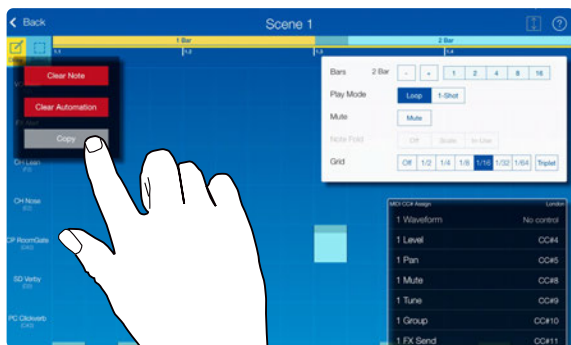 Back
Scene 1
1 Bar
2 Bar
1.1
1.2
1.3
1.4
Clear Note
Clear Automation
Copy
OH Lean
OH Nose
CP RoomGate
SD Verby
PC Clickverb
Bars 2 Bar - + 1 2 4 8 16
Play Mode Loop 1-Shot
Mute Mute
Note Fold Off Scale In-Use
Grid Off 1/2 1/4 1/8 1/16 1/32 1/64 Triplet
MIDI CC# Assign London
1 Waveform No control
1 Level CC#4
1 Pan CC#5
1 Mute CC#8
1 Tune CC#9
1 Group CC#10
1 FX Send CC#11